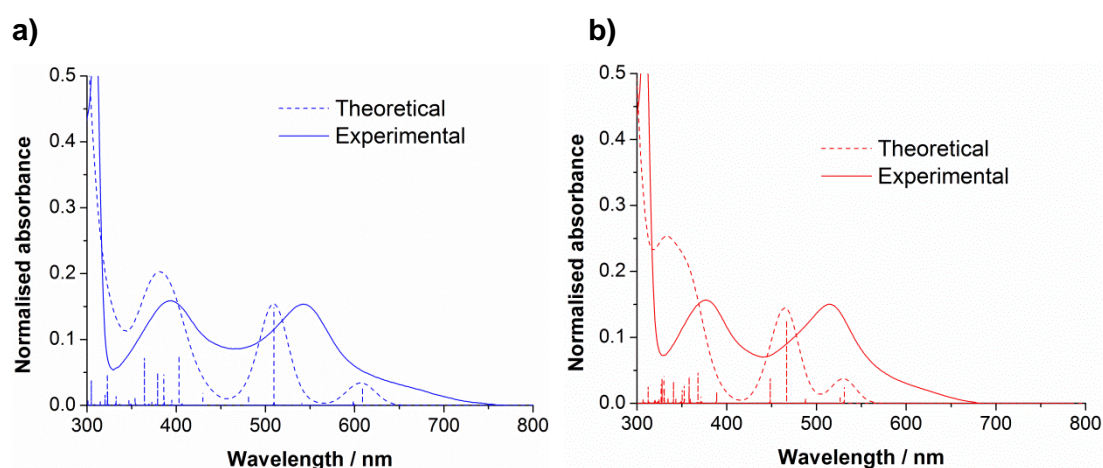 a)
0.5
0.4
0.3
0.2
0.1
0.0
Normalised absorbance
Theoretical
Experimental
300 400 500 600 700 800
Wavelength / nm
b)
0.5
0.4
0.3
0.2
0.1
0.0
Normalised absorbance
Theoretical
Experimental
300 400 500 600 700 800
Wavelength / nm